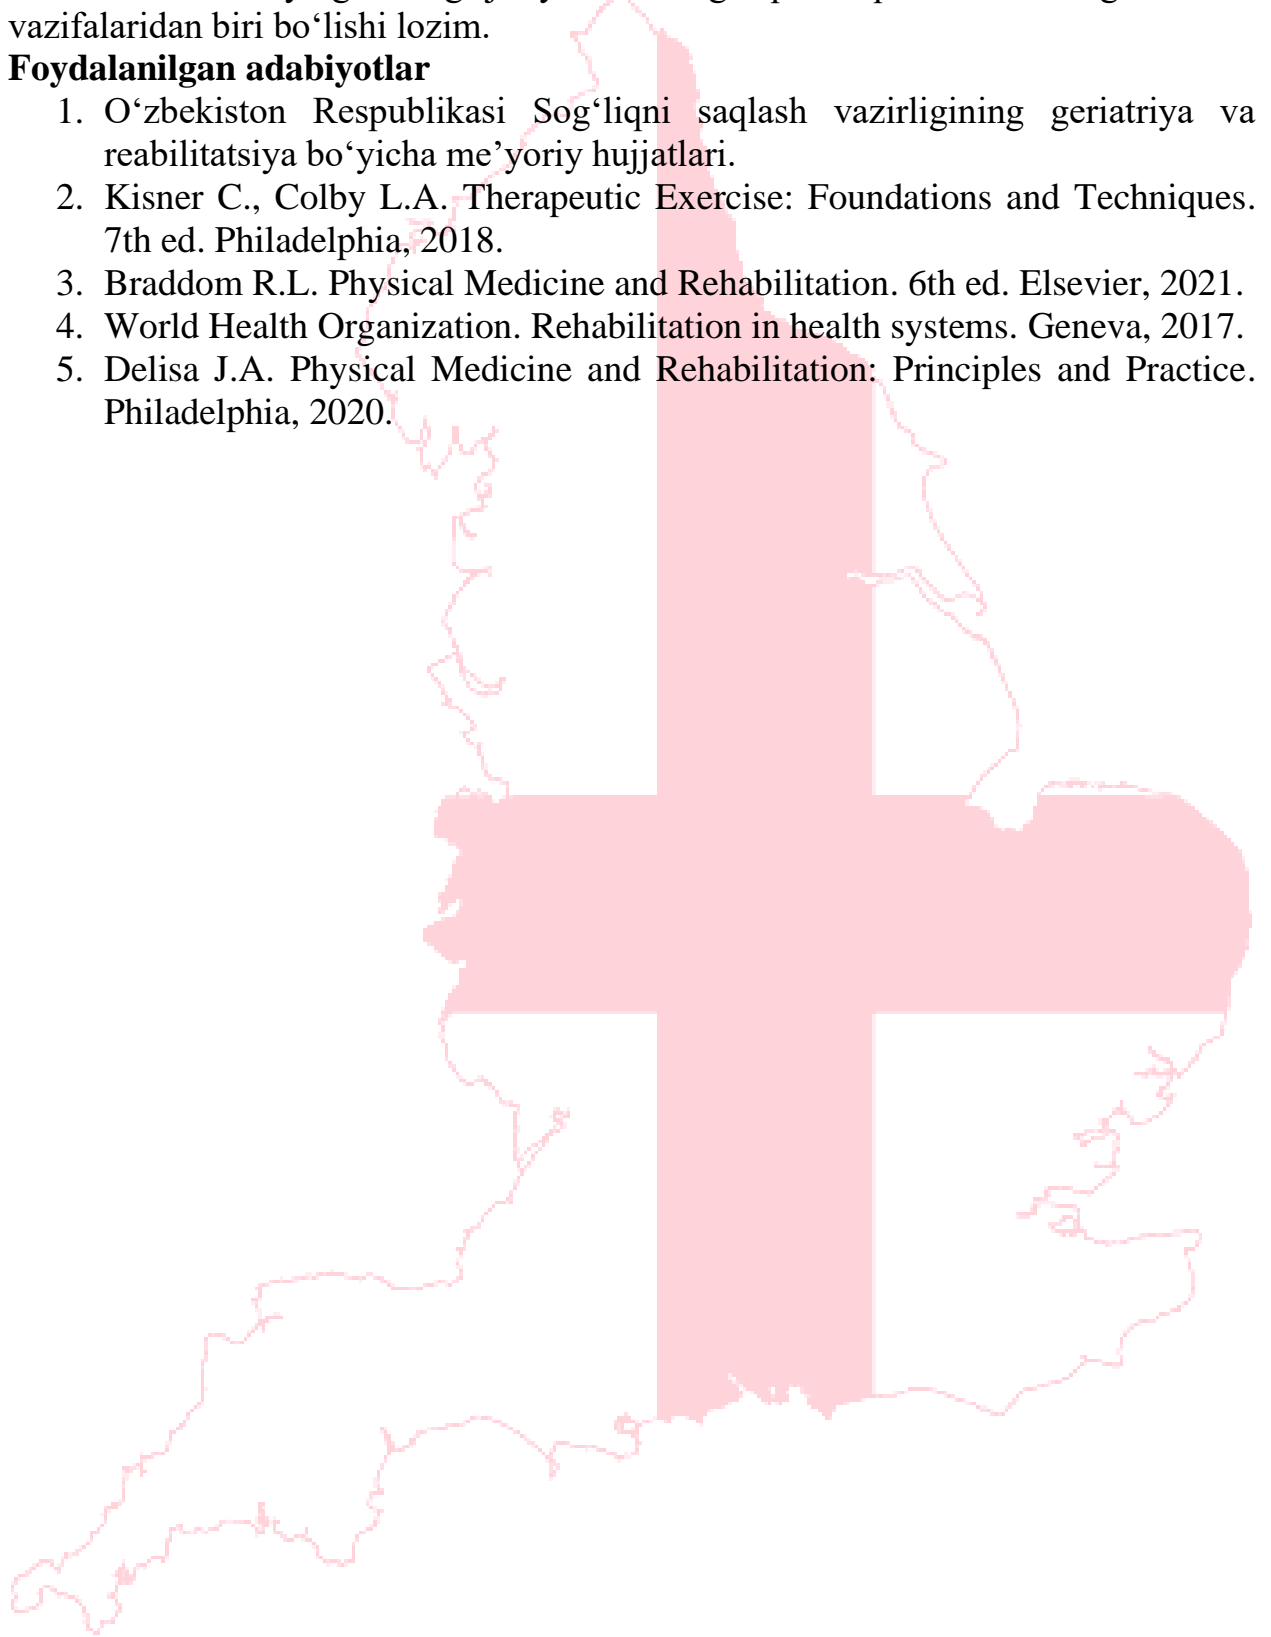 vazifalaridan biri bo‘lishi lozim.
Foydalanilgan adabiyotlar
1. O‘zbekiston Respublikasi Sog‘liqni saqlash vazirligining geriatriya va
reabilitatsiya bo‘yicha me’yoriy hujjatlari.
2. Kisner C., Colby L.A. Therapeutic Exercise: Foundations and Techniques.
7th ed. Philadelphia, 2018.
3. Braddom R.L. Physical Medicine and Rehabilitation. 6th ed. Elsevier, 2021.
4. World Health Organization. Rehabilitation in health systems. Geneva, 2017.
5. Delisa J.A. Physical Medicine and Rehabilitation: Principles and Practice.
Philadelphia, 2020.